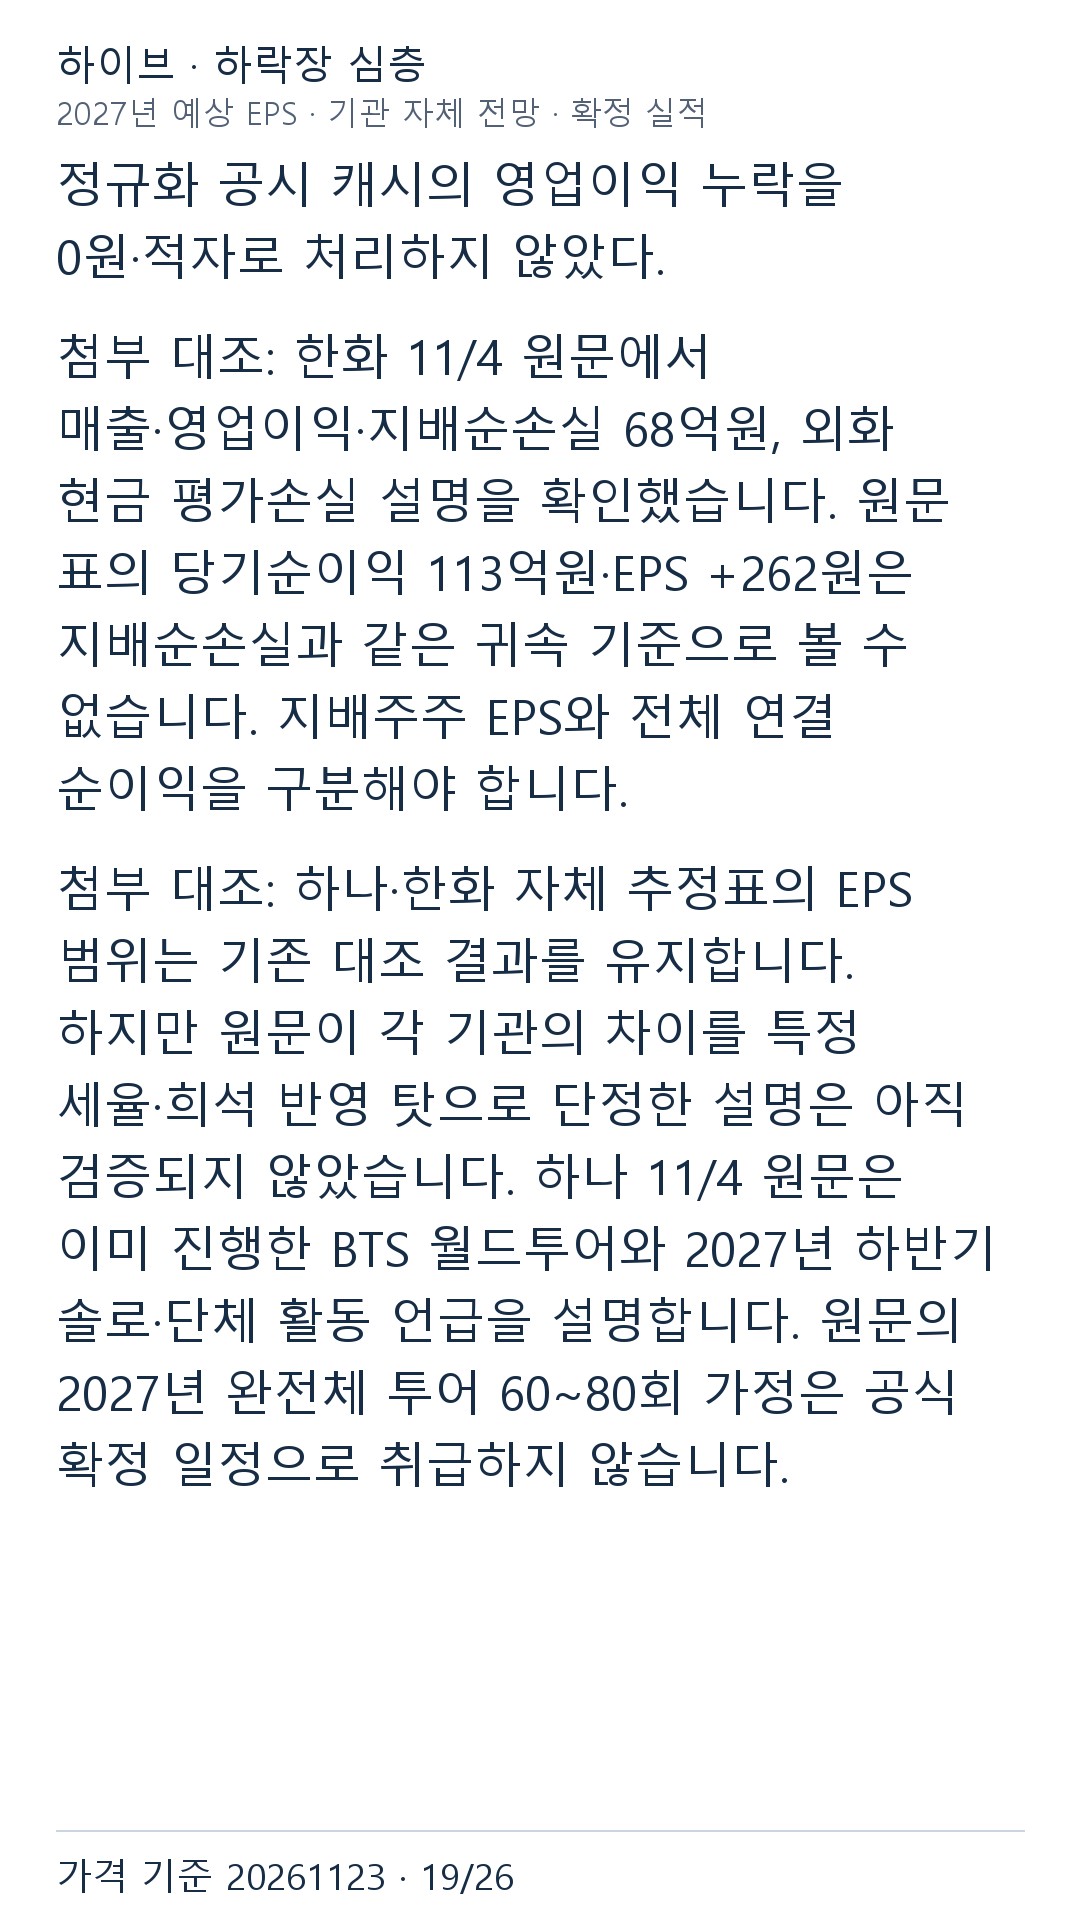 하이브 · 하락장 심층
2027년 예상 EPS · 기관 자체 전망 · 확정 실적
정규화 공시 캐시의 영업이익 누락을
0원·적자로 처리하지 않았다.
첨부 대조: 한화 11/4 원문에서
매출·영업이익·지배순손실 68억원, 외화
현금 평가손실 설명을 확인했습니다. 원문
표의 당기순이익 113억원·EPS +262원은
지배순손실과 같은 귀속 기준으로 볼 수
없습니다. 지배주주 EPS와 전체 연결
순이익을 구분해야 합니다.
첨부 대조: 하나·한화 자체 추정표의 EPS
범위는 기존 대조 결과를 유지합니다.
하지만 원문이 각 기관의 차이를 특정
세율·희석 반영 탓으로 단정한 설명은 아직
검증되지 않았습니다. 하나 11/4 원문은
이미 진행한 BTS 월드투어와 2027년 하반기
솔로·단체 활동 언급을 설명합니다. 원문의
2027년 완전체 투어 60~80회 가정은 공식
확정 일정으로 취급하지 않습니다.
가격 기준 20261123 · 19/26